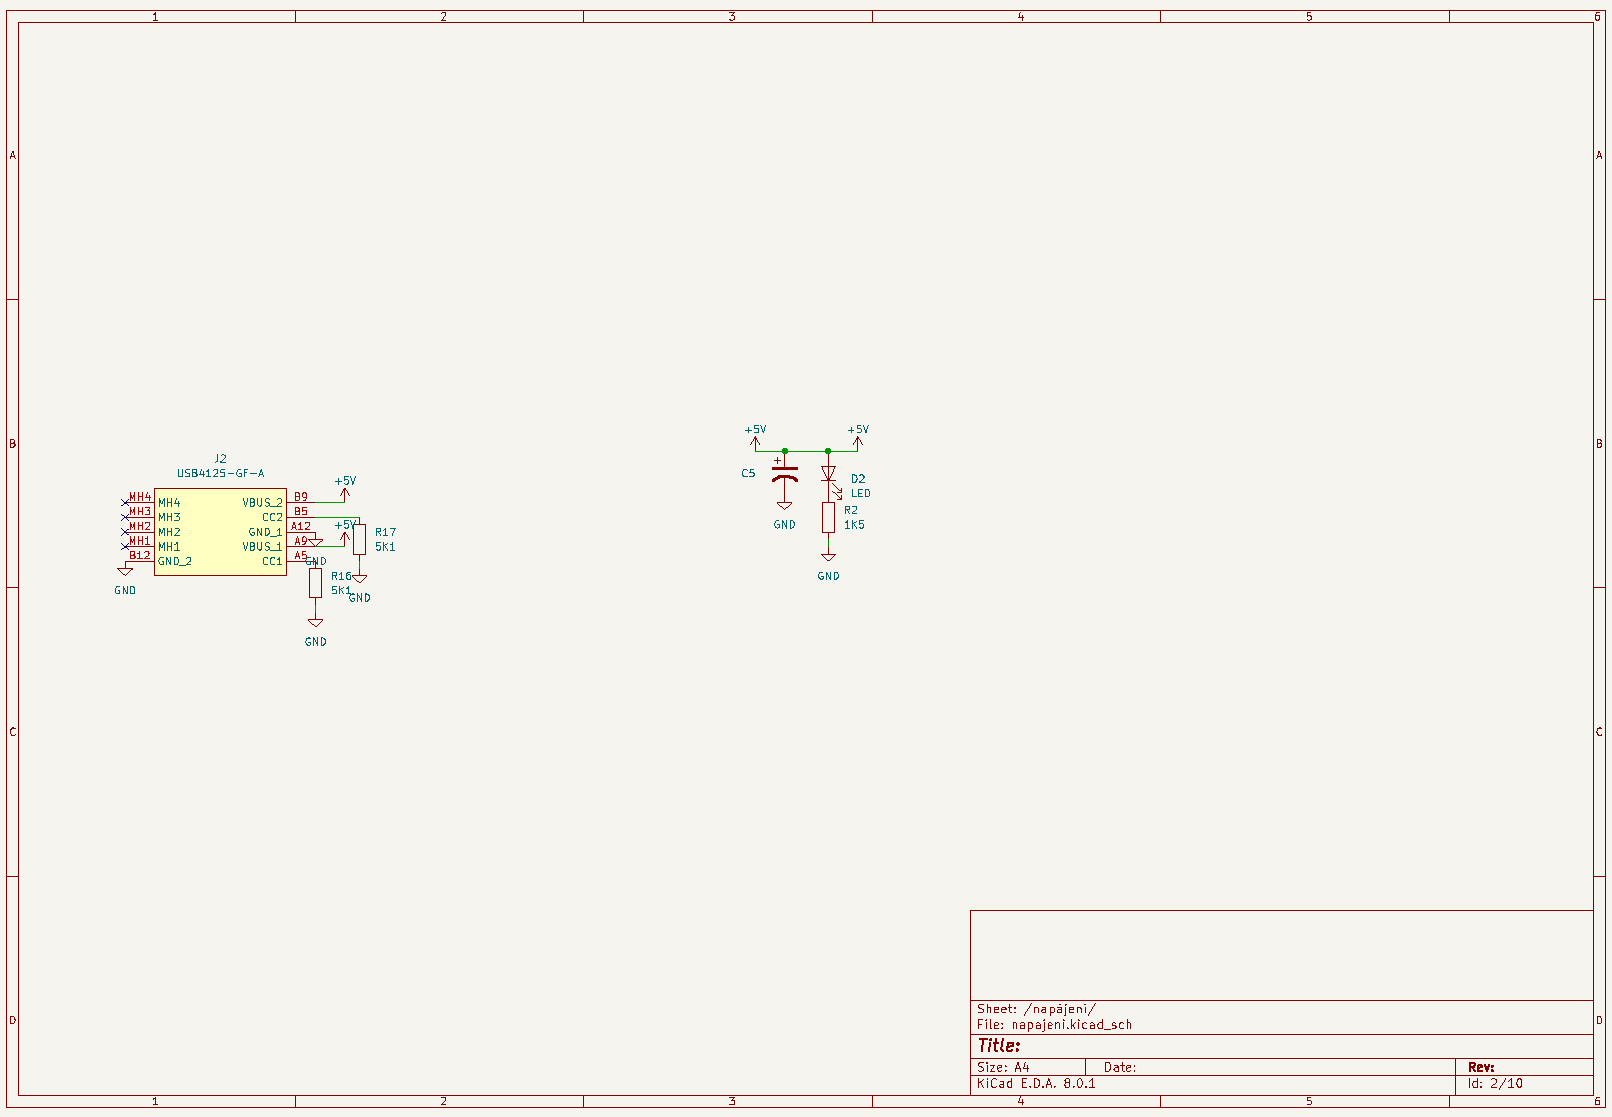 1 2 3 4 5 6
A A
B B
C C
D D
J2
USB4125-GF-A
MH4 MH4
MH3 MH3
MH2 MH2
MH1 MH1
B12 GND_2
GND
VBUS_2 B9
CC2 B5
GND_1 A12
VBUS_1 A9
CC1 A5
+5V
+5V
GND
R17
5K1
GND
R16
5K1
GND
+5V +5V
C5
GND
D2
LED
R2
1K5
GND
Sheet: /napájení/
File: napajeni.kicad_sch
Title:
Size: A4 Date: Rev:
KiCad E.D.A. 8.0.1 Id: 2/10
1 2 3 4 5 6